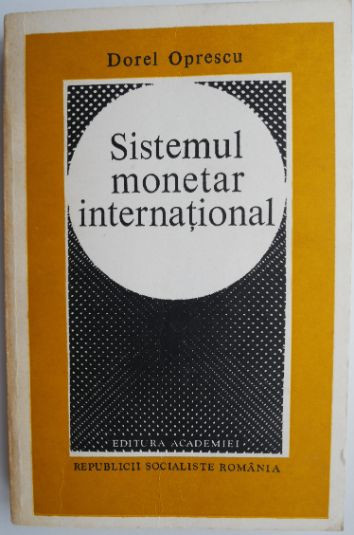 Dorel Oprescu
Sistemul
monetar
internațional
EDITURA ACADEMIEI
REPUBLICII SOCIALISTE ROMÂNIA